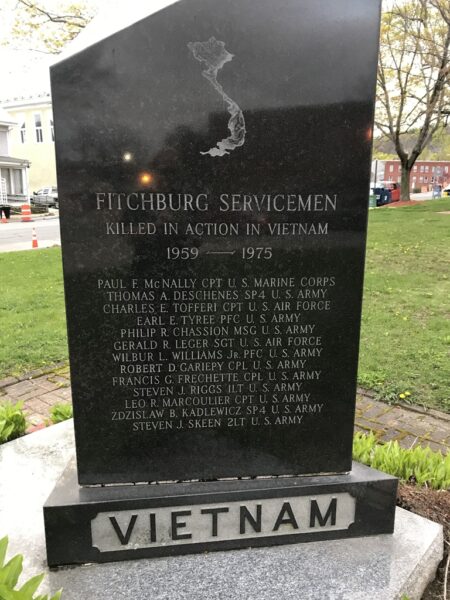 FITCHBURG SERVICEMEN
KILLED IN ACTION IN VIETNAM
1959 — 1975
PAUL F. McNALLY CPT U. S. MARINE CORPS
THOMAS A. DESCHENES SP4 U. S. ARMY
CHARLES E. TOFFERI CPT U. S. AIR FORCE
EARL E. TYREE PFC U. S. ARMY
PHILIP R. CHASSION MSG U. S. ARMY
GERALD R. LEGER SGT U. S. AIR FORCE
WILBUR L. WILLIAMS JR. PFC U. S. ARMY
ROBERT D. GARIEPY CPL U. S. ARMY
FRANCIS G. FRECHETTE CPL U. S. ARMY
STEVEN J. RIGGS 1LT U. S. ARMY
LEO R. MARCOULIER CPT U. S. ARMY
ZDZISLAW B. KADLEWICZ SP4 U. S. ARMY
STEVEN J. SKEEN 2LT U. S. ARMY
VIETNAM